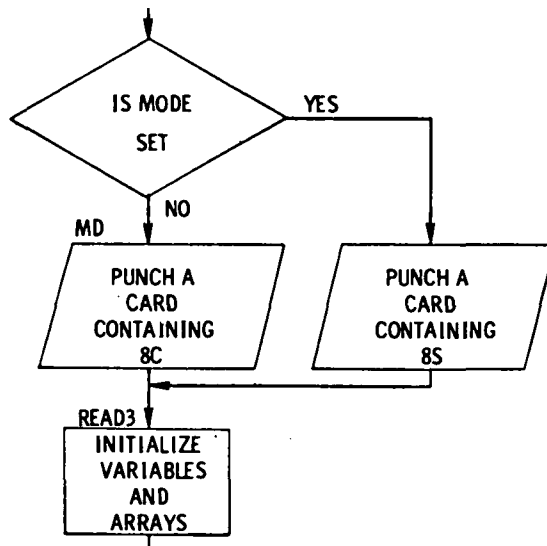 IS MODE
SET
YES
NO
MD
PUNCH A
CARD
CONTAINING
8C
PUNCH A
CARD
CONTAINING
8S
READ3
INITIALIZE
VARIABLES
AND
ARRAYS